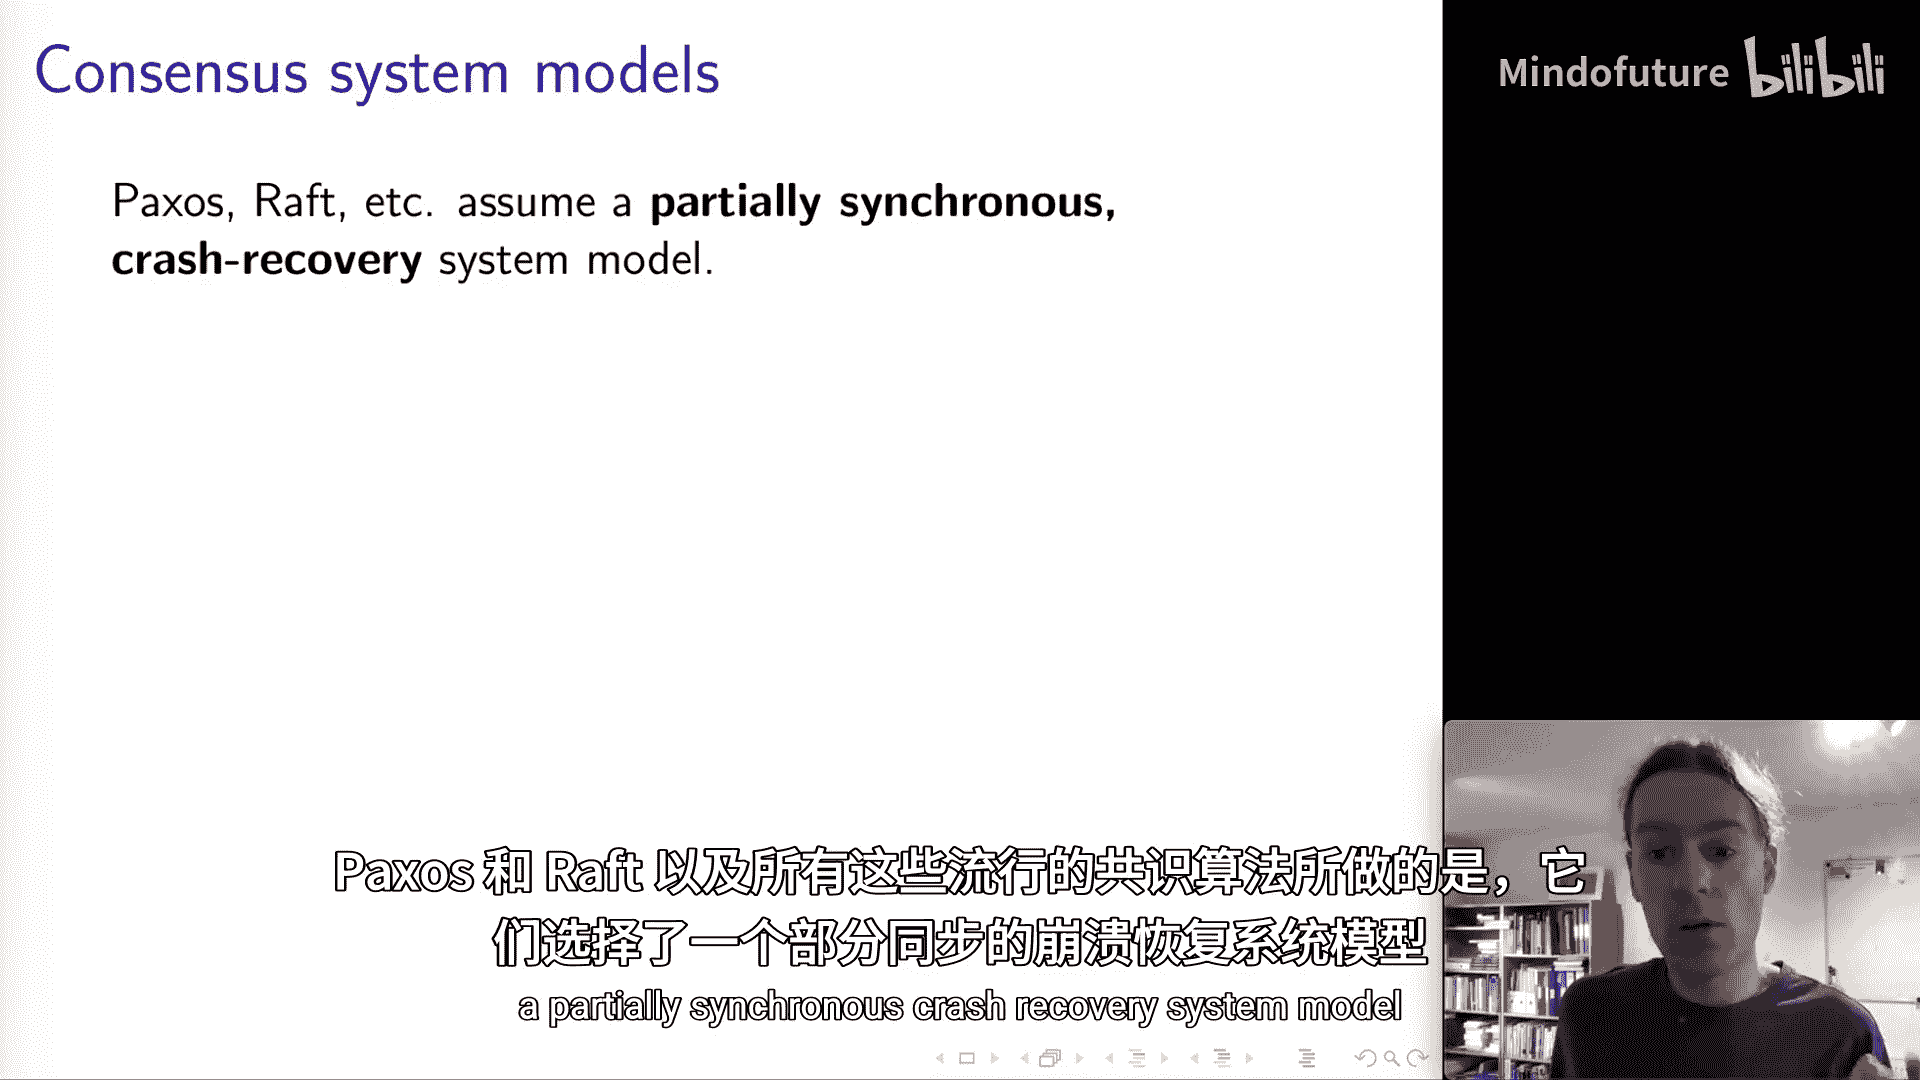 Consensus system models
Mindofuture bilibili
Paxos, Raft, etc. assume a partially synchronous,
crash-recovery system model.
Paxos 和 Raft 以及所有这些流行的共识算法所做的是，它
们选择了一个部分同步的崩溃恢复系统模型
a partially synchronous crash recovery system model